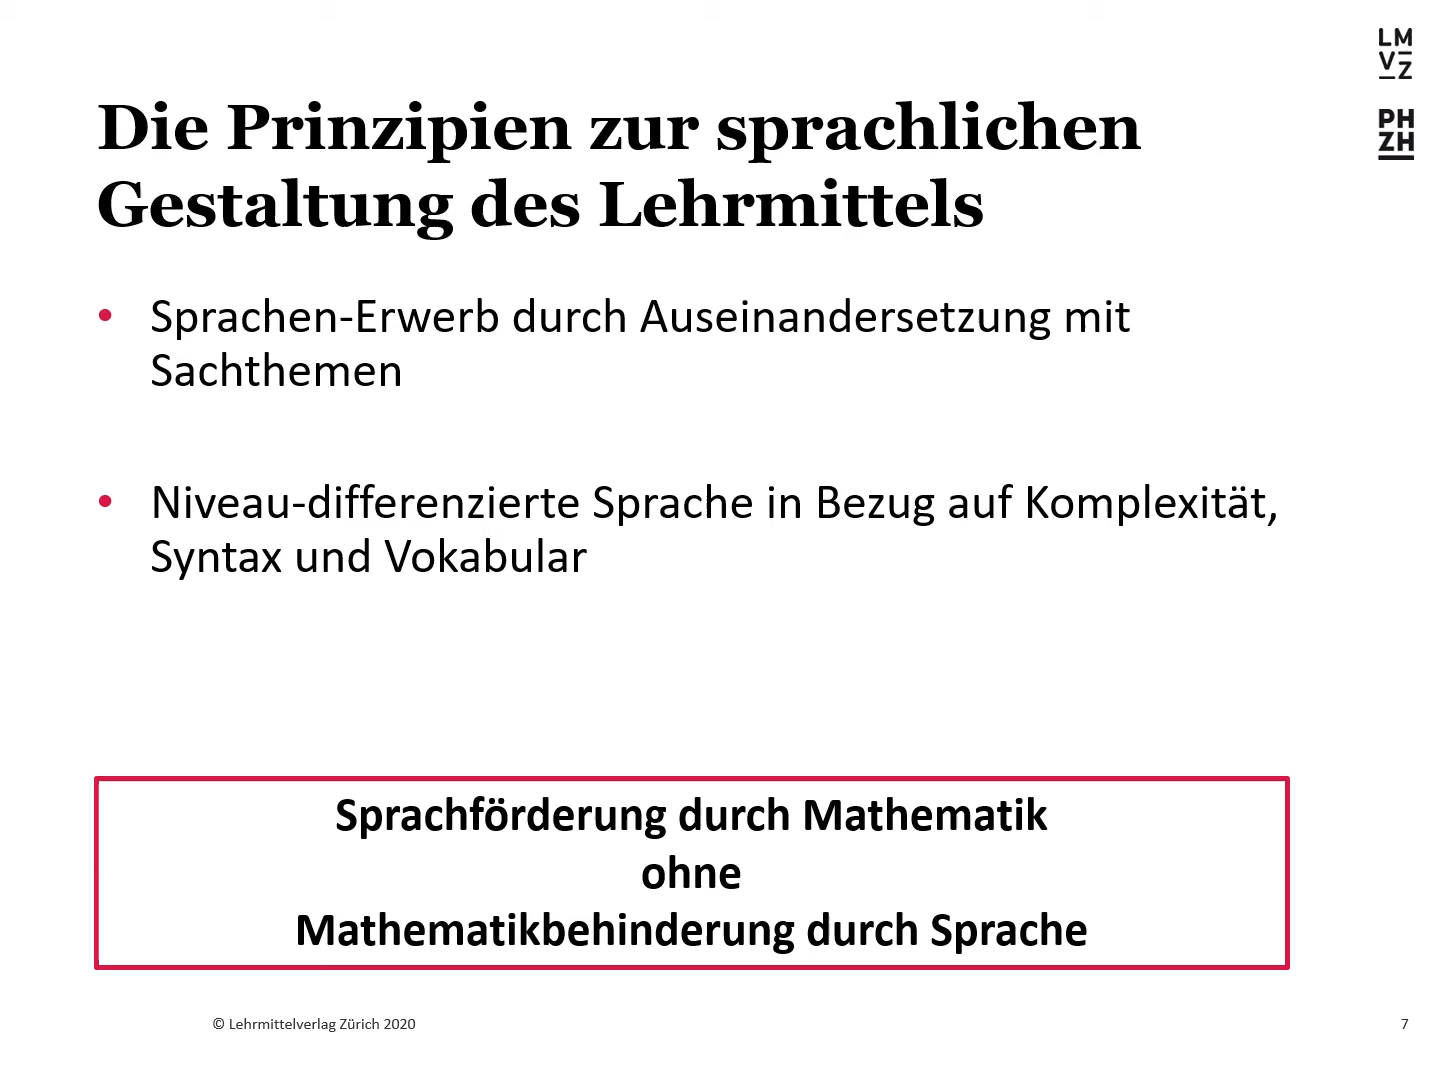 LM
VZ
PH
ZH
Die Prinzipien zur sprachlichen
Gestaltung des Lehrmittels
• Sprachen-Erwerb durch Auseinandersetzung mit
Sachthemen
• Niveau-differenzierte Sprache in Bezug auf Komplexität,
Syntax und Vokabular
Sprachförderung durch Mathematik
ohne
Mathematikbehinderung durch Sprache
© Lehrmittelverlag Zürich 2020
7